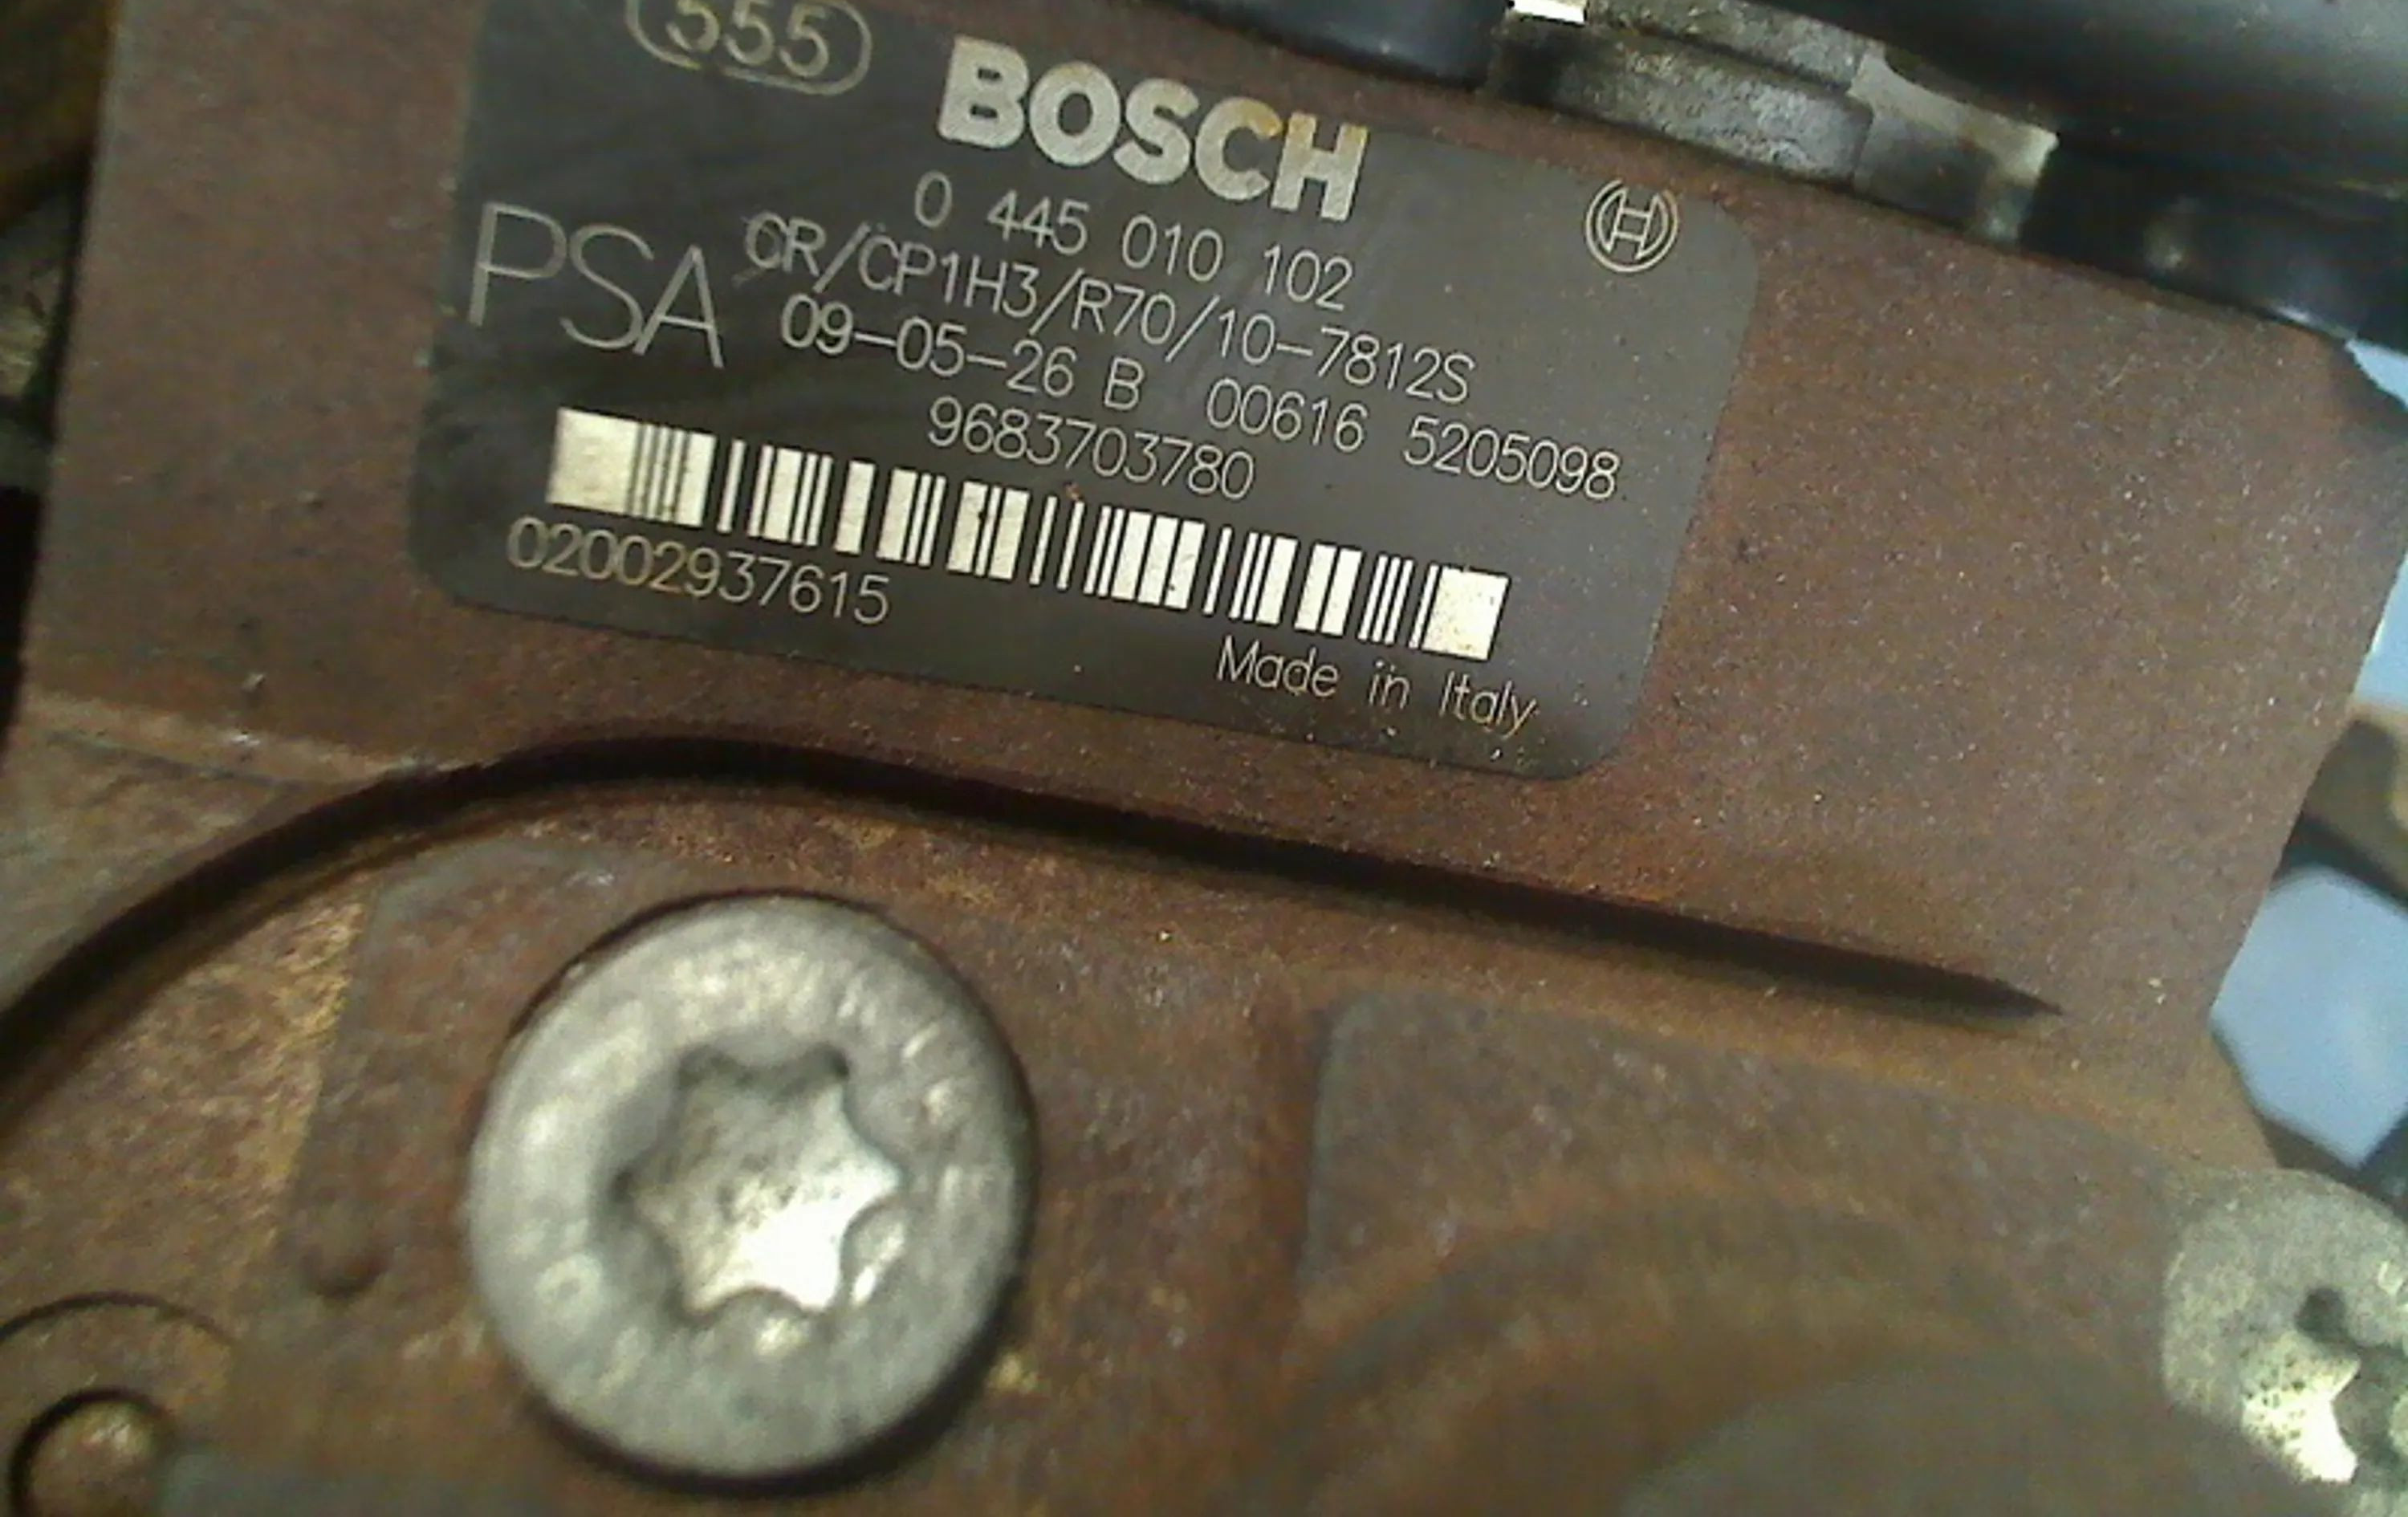 555
BOSCH
0 445 010 102
PSA
CR/CP1H3/R70/10-7812S
09-05-26 B 00616 5205098
9683703780
02002937615
Made in Italy